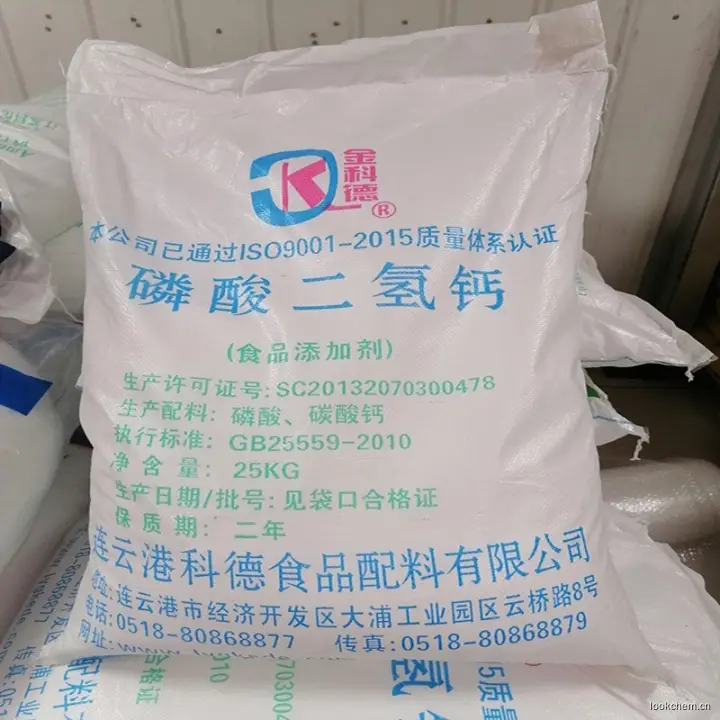 金科德®
本公司已通过ISO9001-2015质量体系认证
磷酸二氢钙
(食品添加剂)
生产许可证号: SC20132070300478
生产配料: 磷酸、碳酸钙
执行标准: GB25559-2010
净含量: 25KG
生产日期/批号: 见袋口合格证
保质期: 二年
连云港科德食品配料有限公司
地址:连云港市经济开发区大浦工业园区云桥路8号
电话:0518-80868877 传真:0518-80868879
网址:www.
lookchem.cn